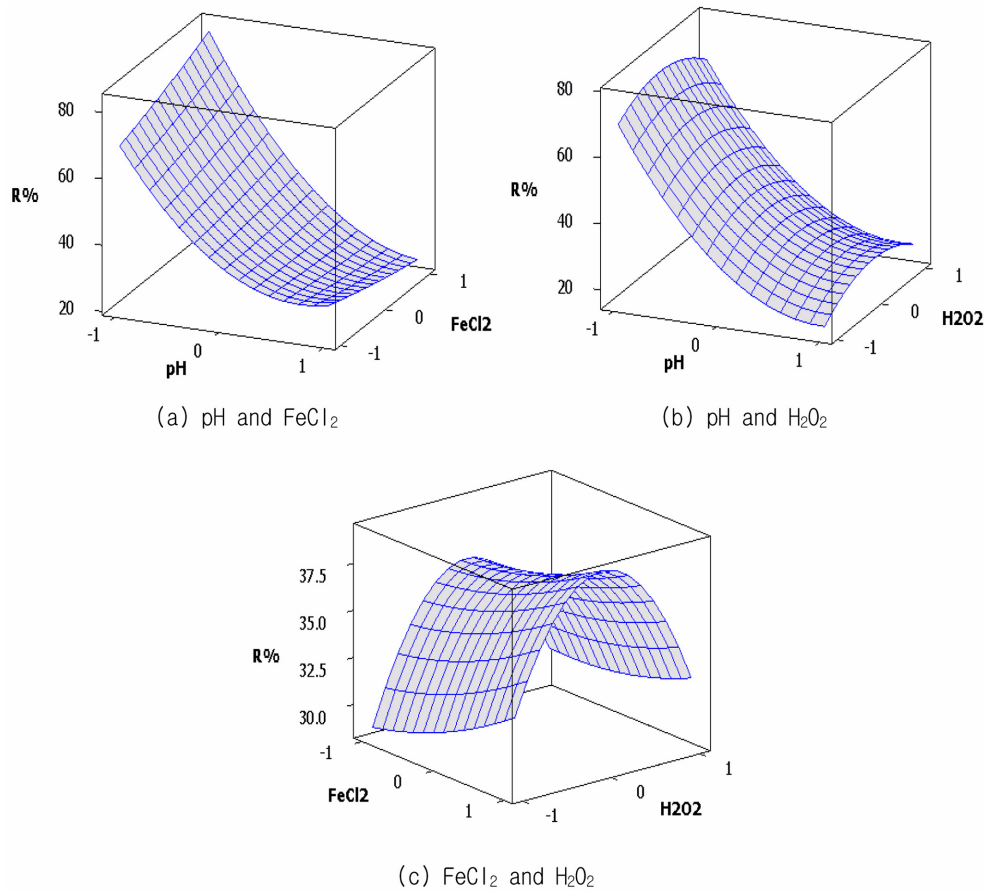 80
60
R%
40
20
-1
0
pH
1
-1
0
1
FeCl2
(a) pH and FeCl₂
80
60
R%
40
20
-1
0
pH
1
-1
0
1
H2O2
(b) pH and H₂O₂
37.5
35.0
R%
32.5
30.0
-1
0
FeCl2
1
-1
0
H2O2
1
(c) FeCl₂ and H₂O₂